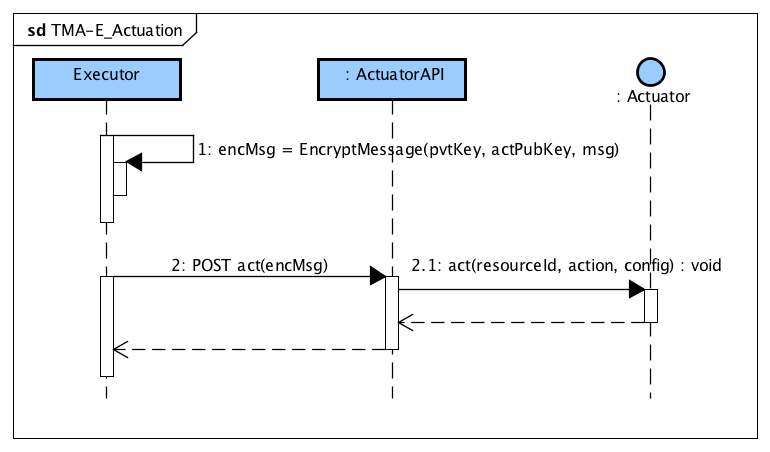 sd TMA-E_Actuation
Executor
: ActuatorAPI
: Actuator
1: encMsg = EncryptMessage(pvtKey, actPubKey, msg)
2: POST act(encMsg)
2.1: act(resourceId, action, config) : void